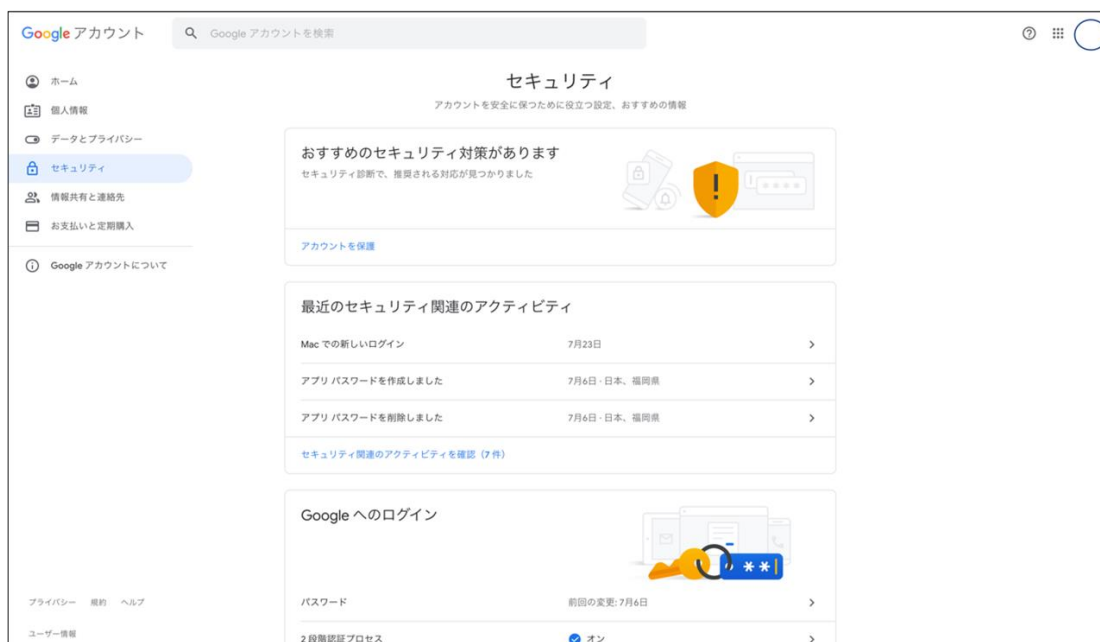 Google アカウント
Google アカウントを検索
ホーム
個人情報
データとプライバシー
セキュリティ
情報共有と連絡先
お支払いと定期購入
Google アカウントについて
プライバシー 規約 ヘルプ
ユーザー情報
セキュリティ
アカウントを安全に保つために役立つ設定、おすすめの情報
おすすめのセキュリティ対策があります
セキュリティ診断で、推奨される対応が見つかりました
アカウントを保護
最近のセキュリティ関連のアクティビティ
Mac での新しいログイン 7月23日
アプリ パスワードを作成しました 7月6日 · 日本、福岡県
アプリ パスワードを削除しました 7月6日 · 日本、福岡県
セキュリティ関連のアクティビティを確認（7 件）
Google へのログイン
パスワード 前回の変更: 7月6日
2 段階認証プロセス オン